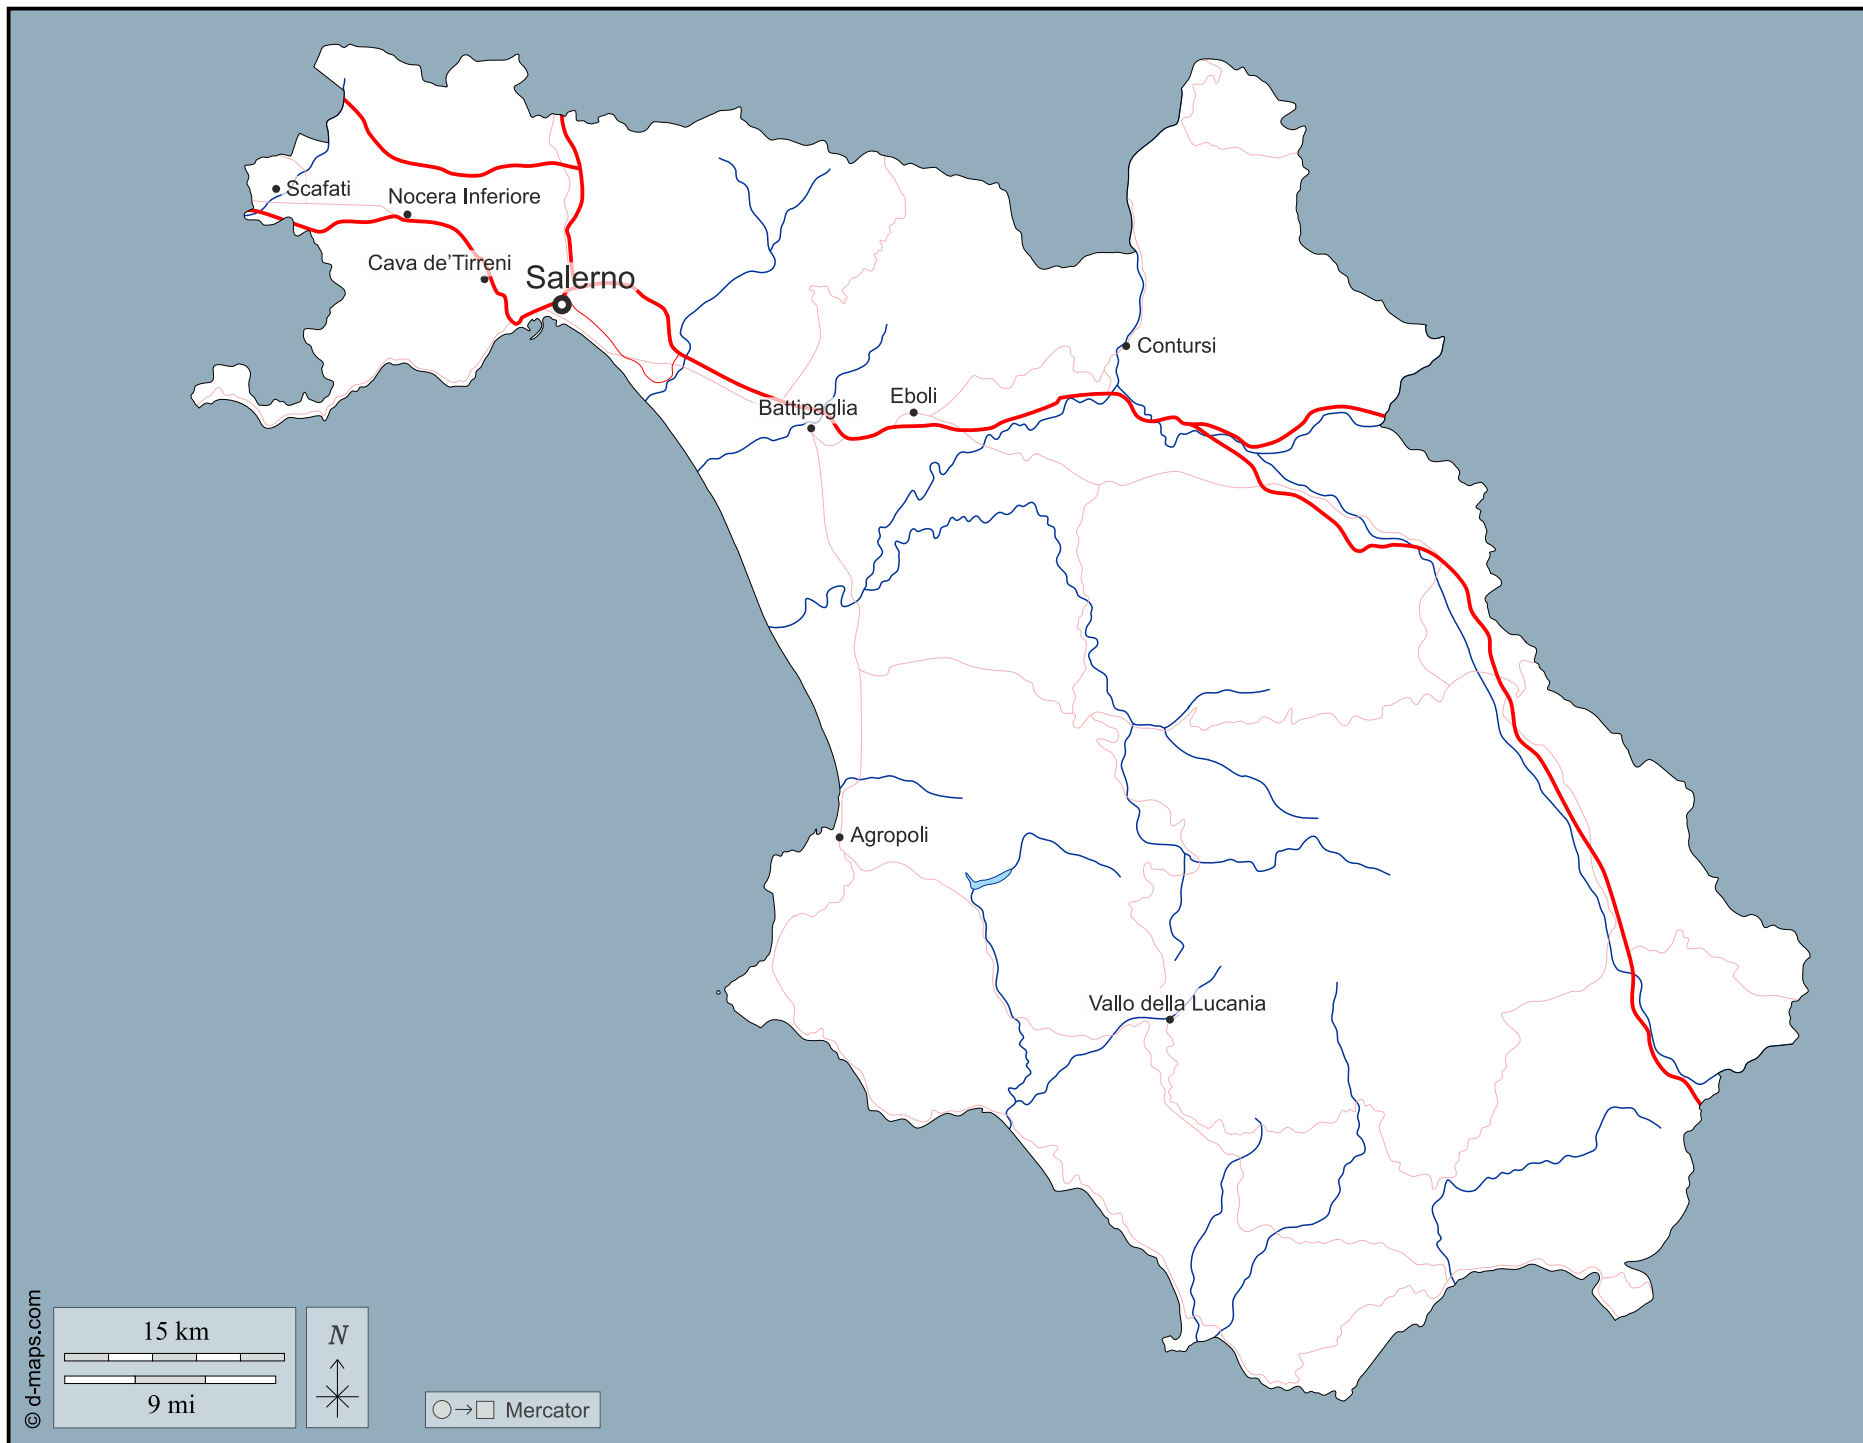 Scafati
Nocera Inferiore
Cava de'Tirreni
Salerno
Contursi
Eboli
Battipaglia
Agropoli
Vallo della Lucania
© d-maps.com
15 km
9 mi
N
Mercator